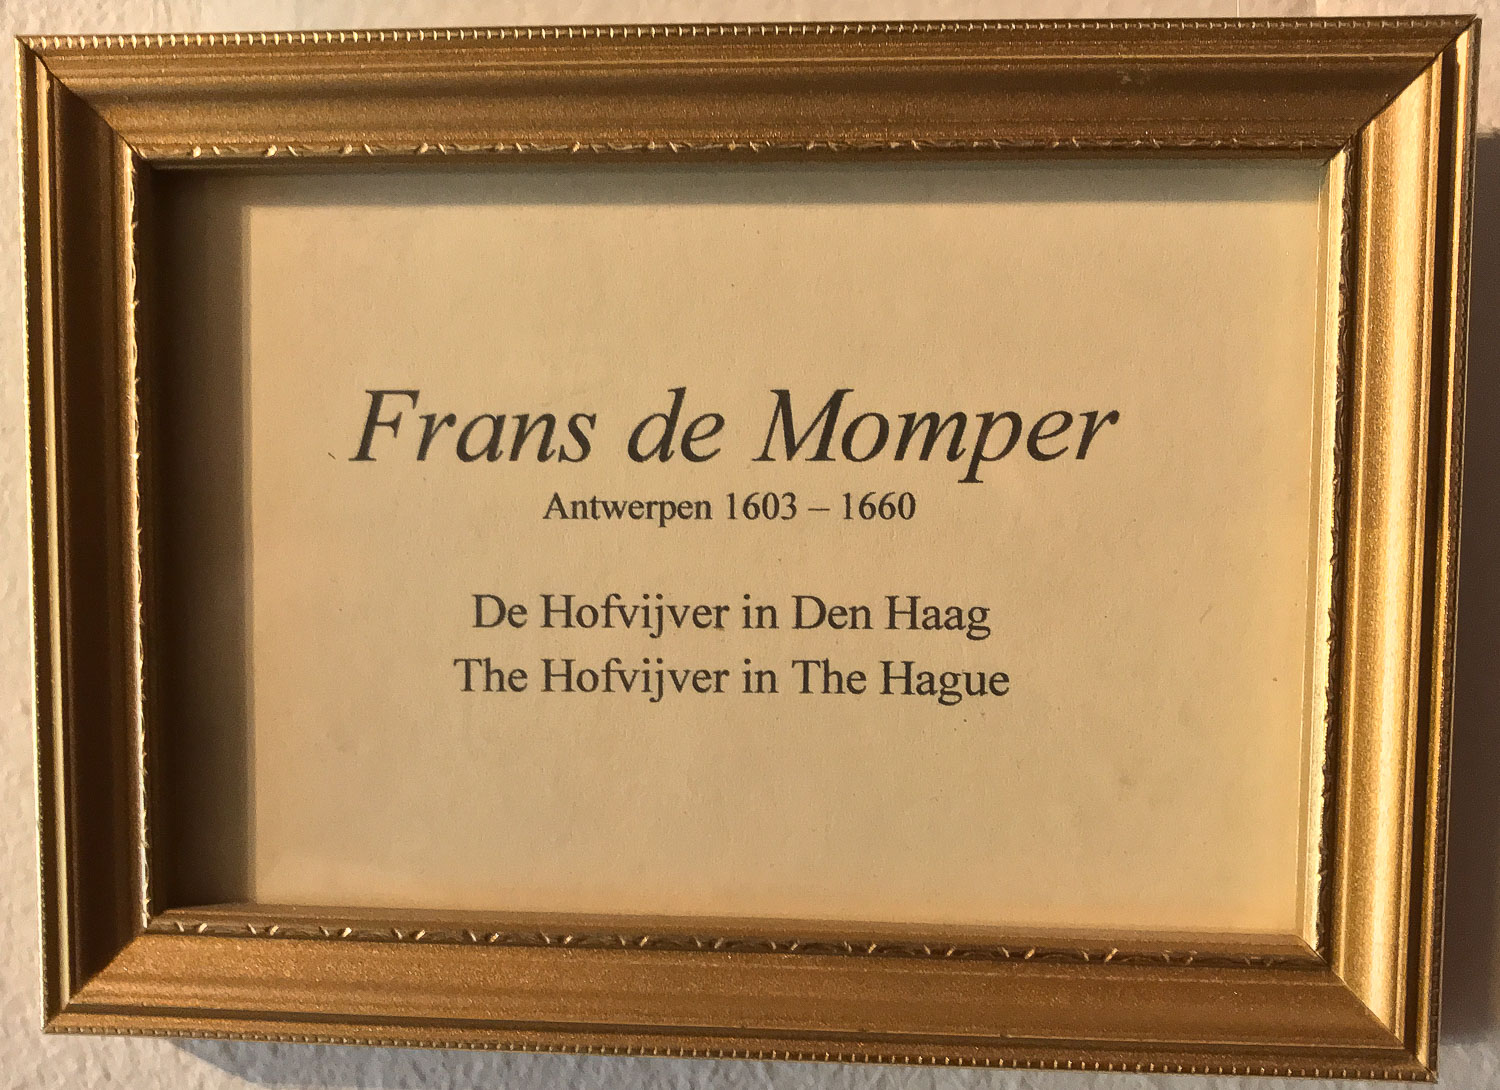 Frans de Momper
Antwerpen 1603 – 1660
De Hofvijver in Den Haag
The Hofvijver in The Hague